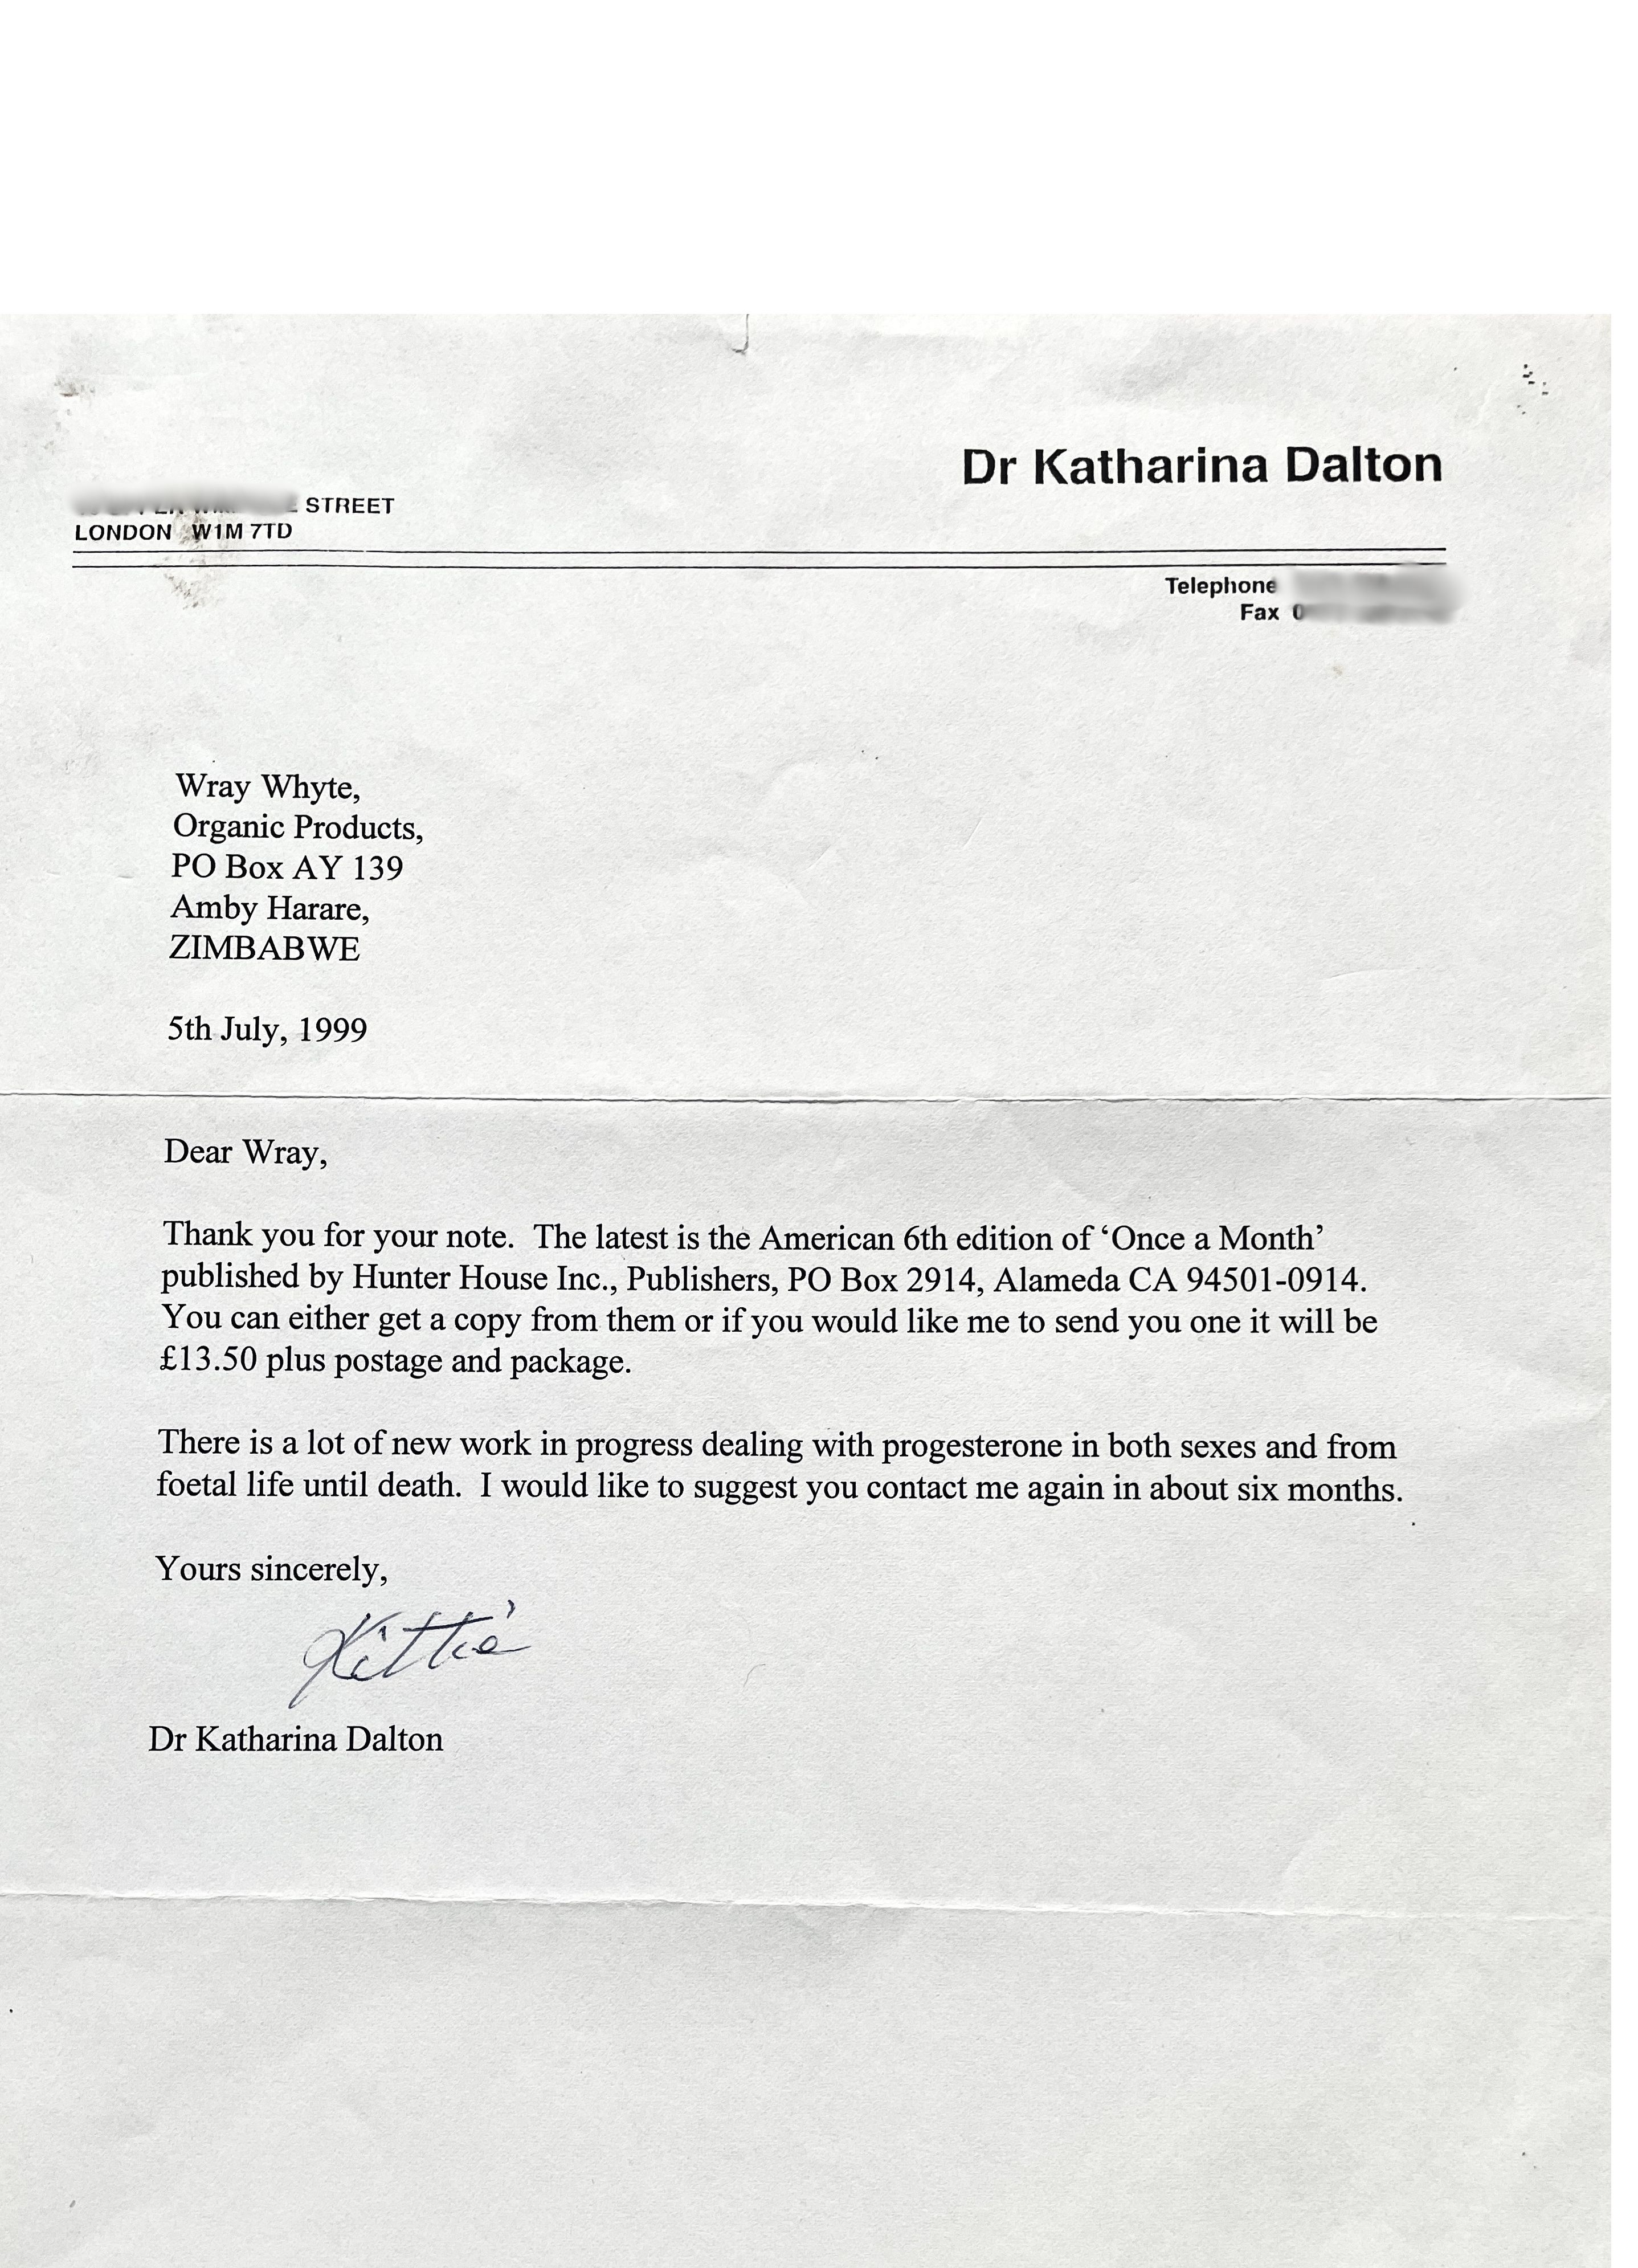 Dr Katharina Dalton
STREET
LONDON W1M 7TD
Telephone
Fax
Wray Whyte,
Organic Products,
PO Box AY 139
Amby Harare,
ZIMBABWE
5th July, 1999
Dear Wray,
Thank you for your note. The latest is the American 6th edition of ‘Once a Month’
published by Hunter House Inc., Publishers, PO Box 2914, Alameda CA 94501-0914.
You can either get a copy from them or if you would like me to send you one it will be
£13.50 plus postage and package.
There is a lot of new work in progress dealing with progesterone in both sexes and from
foetal life until death. I would like to suggest you contact me again in about six months.
Yours sincerely,
Kittie
Dr Katharina Dalton